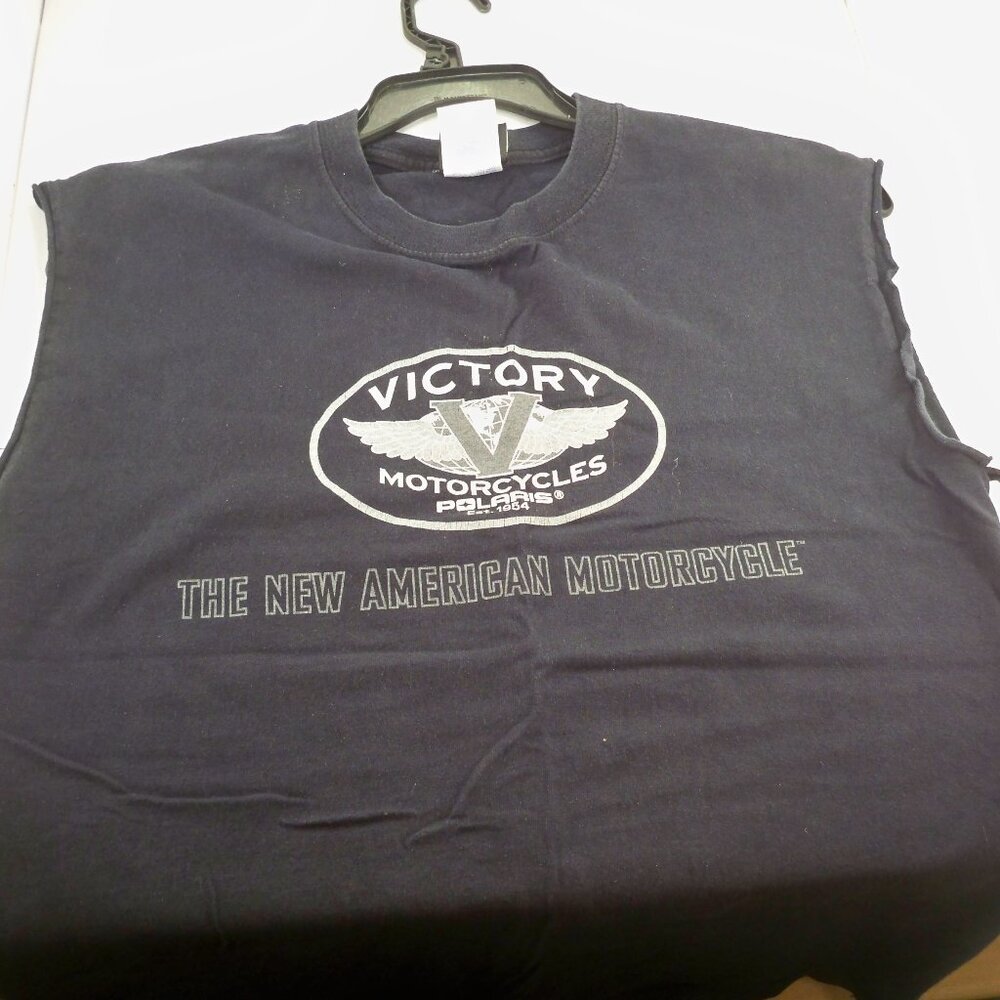 VICTORY
V
MOTORCYCLES
POLARIS®
EST. 1954
THE NEW AMERICAN MOTORCYCLE™